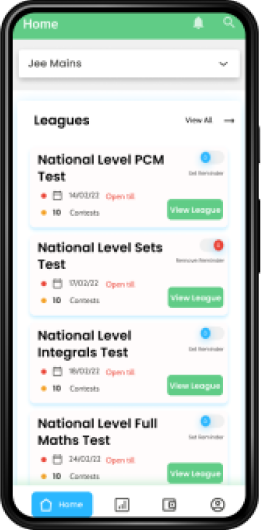 Home
Jee Mains
Leagues
View All
National Level PCM
Test
Set Reminder
14/02/22 Open till
10 Contests
View League
National Level Sets
Test
Remove Reminder
17/02/22 Open till
10 Contests
View League
National Level
Integrals Test
Set Reminder
18/02/22 Open till
10 Contests
View League
National Level Full
Maths Test
Set Reminder
24/02/22 Open till
10 Contests
View League
Home